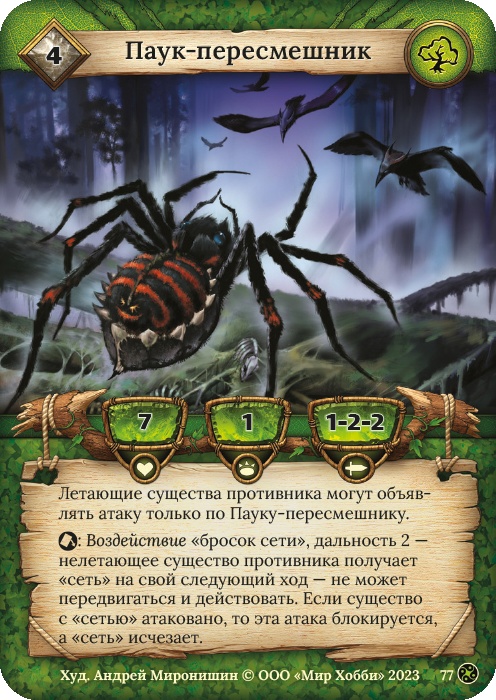 4
Паук-пересмешник
7
1
1-2-2
Летающие существа противника могут объяв-
лять атаку только по Пауку-пересмешнику.
: Воздействие «бросок сети», дальность 2 —
нелетающее существо противника получает
«сеть» на свой следующий ход — не может
передвигаться и действовать. Если существо
с «сетью» атаковано, то эта атака блокируется,
а «сеть» исчезает.
Худ. Андрей Миронишин © ООО «Мир Хобби» 2023
77